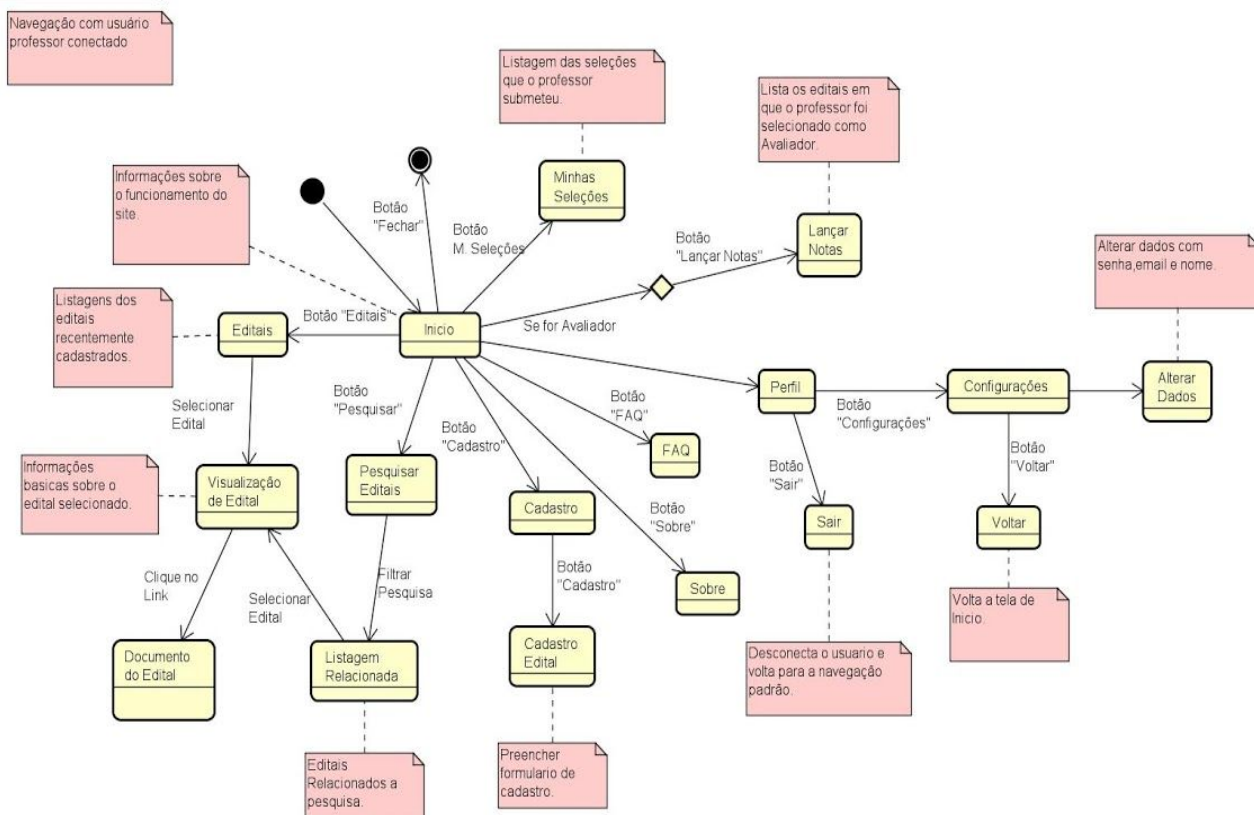 Navegação com usuário
professor conectado
Listagem das seleções
que o professor
submeteu.
Lista os editais em
que o professor foi
selecionado como
Avaliador.
Informações sobre
o funcionamento do
site.
Botão
"Fechar"
Minhas
Seleções
Botão
M. Seleções
Botão
"Lançar Notas"
Lançar
Notas
Alterar dados com
senha,email e nome.
Listagens dos
editais
recentemente
cadastrados.
Editais
Botão "Editais"
Inicio
Se for Avaliador
Perfil
Botão
"Configurações"
Configurações
Alterar
Dados
Selecionar
Edital
Botão
"Pesquisar"
Botão
"Cadastro"
Botão
"FAQ"
FAQ
Informações
basicas sobre o
edital selecionado.
Visualização
de Edital
Pesquisar
Editais
Cadastro
Botão
"Sobre"
Botão
"Sair"
Sair
Botão
"Voltar"
Voltar
Clique no
Link
Selecionar
Edital
Filtrar
Pesquisa
Botão
"Cadastro"
Sobre
Volta a tela de
Inicio.
Documento
do Edital
Listagem
Relacionada
Cadastro
Edital
Desconecta o usuario e
volta para a navegação
padrão.
Editais
Relacionados a
pesquisa.
Preencher
formulario de
cadastro.